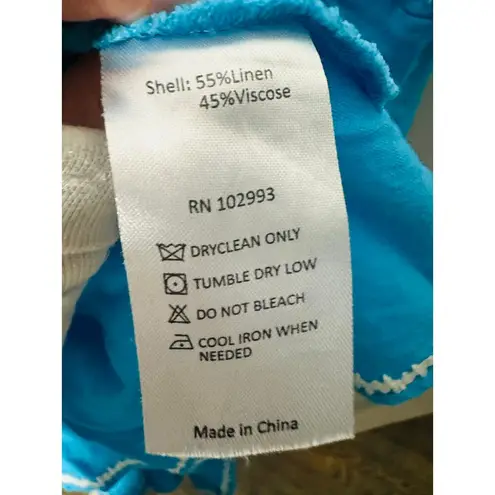 Shell: 55%Linen
45%Viscose
RN 102993
DRYCLEAN ONLY
TUMBLE DRY LOW
DO NOT BLEACH
COOL IRON WHEN
NEEDED
Made in China